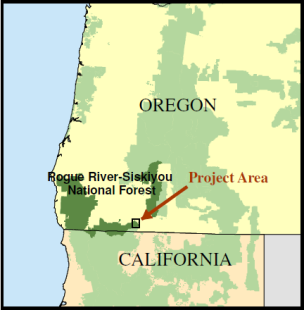 OREGON
Rogue River-Siskiyou
National Forest
Project Area
CALIFORNIA